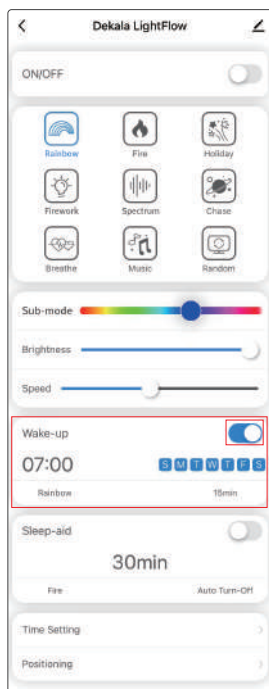 Dekala LightFlow
ON/OFF
Rainbow Fire Holiday
Firework Spectrum Chase
Breathe Music Random
Sub-mode
Brightness
Speed
Wake-up
07:00 S M T W T F S
Rainbow 15min
Sleep-aid
30min
Fire Auto Turn-Off
Time Setting
Positioning